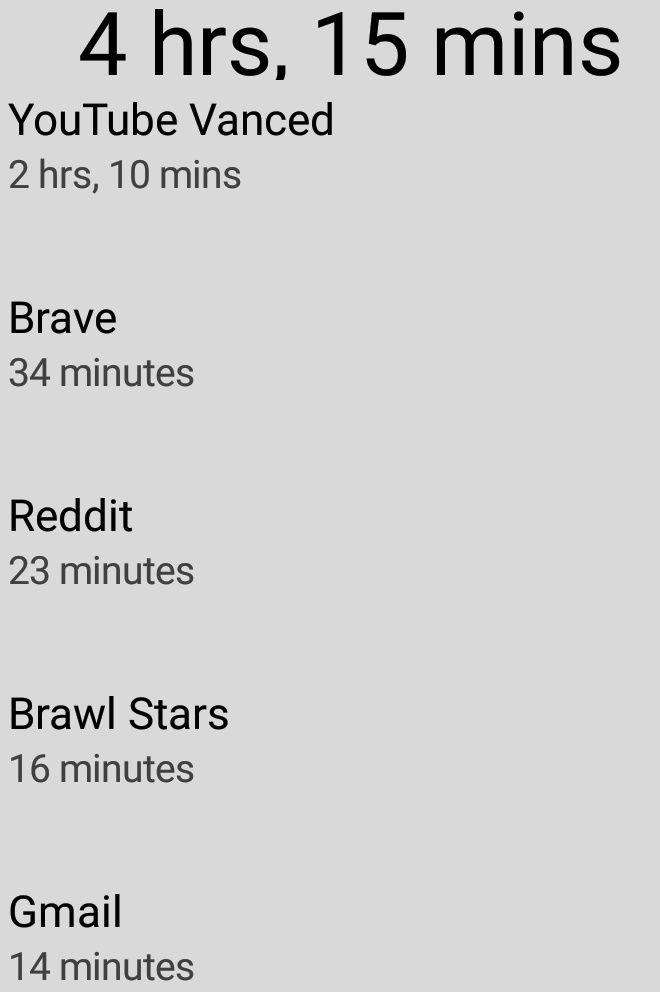 4 hrs, 15 mins
YouTube Vanced
2 hrs, 10 mins
Brave
34 minutes
Reddit
23 minutes
Brawl Stars
16 minutes
Gmail
14 minutes